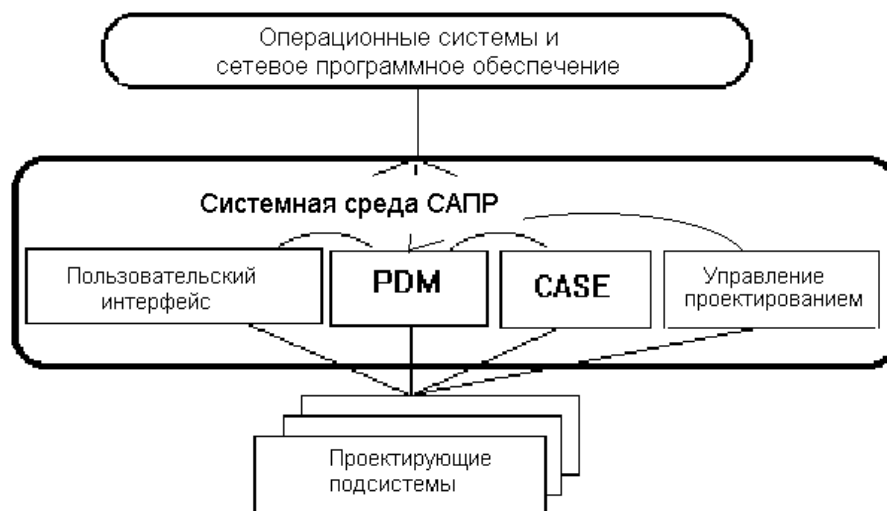 Операционные системы и
сетевое программное обеспечение
Системная среда САПР
Пользовательский
интерфейс
PDM
CASE
Управление
проектированием
Проектирующие
подсистемы